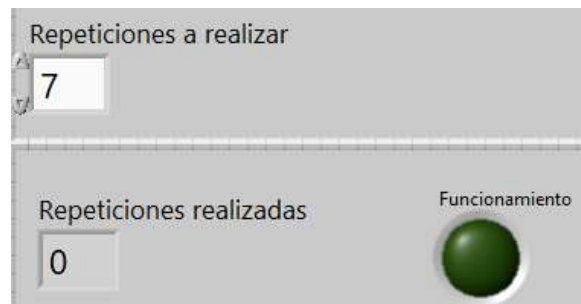 Repeticiones a realizar
7
Repeticiones realizadas
Funcionamiento
0